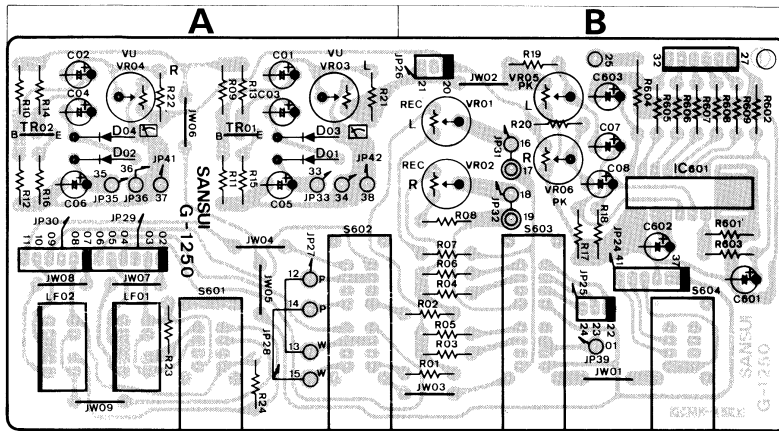 A
B
C02
VU
VR04
R
C04
R10
R14
R22
TR02
B
E
D04
D02
JW06
R12
R16
C06
35
36
JP41
JP35
JP36
37
JP30
JP29
11
10
09
08
07
06
04
03
02
JW08
JW07
LF02
LF01
R23
JW09
SANSUI
G-1250
C01
VU
VR03
L
C03
R09
R13
R21
TR01
B
E
D03
D01
R11
R15
C05
33
JP42
JP33
34
38
JW04
JP27
12
P
14
P
JW05
JP28
13
W
15
W
R24
S601
S602
JP26
21
20
JW02
R19
VR05
PK
L
REC
L
VR01
R20
JP31
16
17
REC
R
VR02
18
JP32
19
R
VR06
PK
R08
R07
R06
R04
R02
R05
R03
R01
JW03
S603
25
C603
C07
C08
R17
R18
32
27
R604
R605
R606
R607
R608
R609
R602
IC601
C602
R601
R603
JP24
41
37
C601
JP25
22
23
24
01
JP39
JW01
S604
SANSUI
G-1250